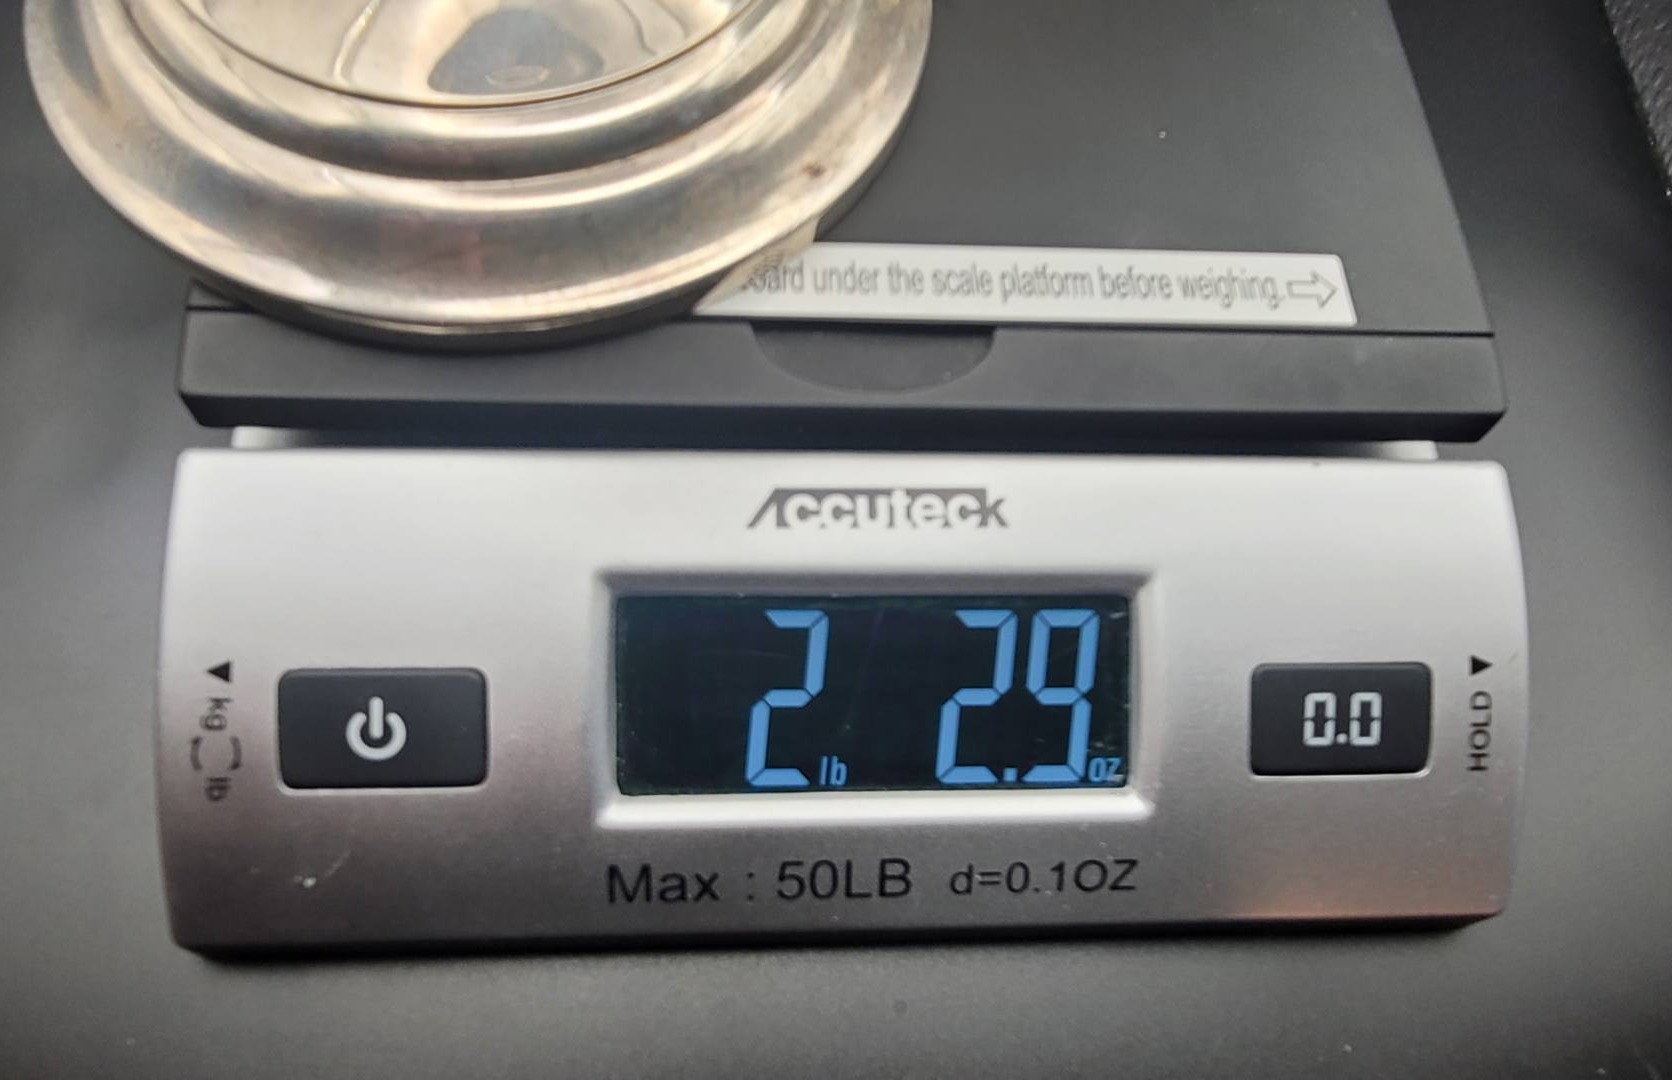 card under the scale platform before weighing.
Accuteck
2 lb 2.9 oz
kg lb
0.0
HOLD
Max : 50LB d=0.1OZ